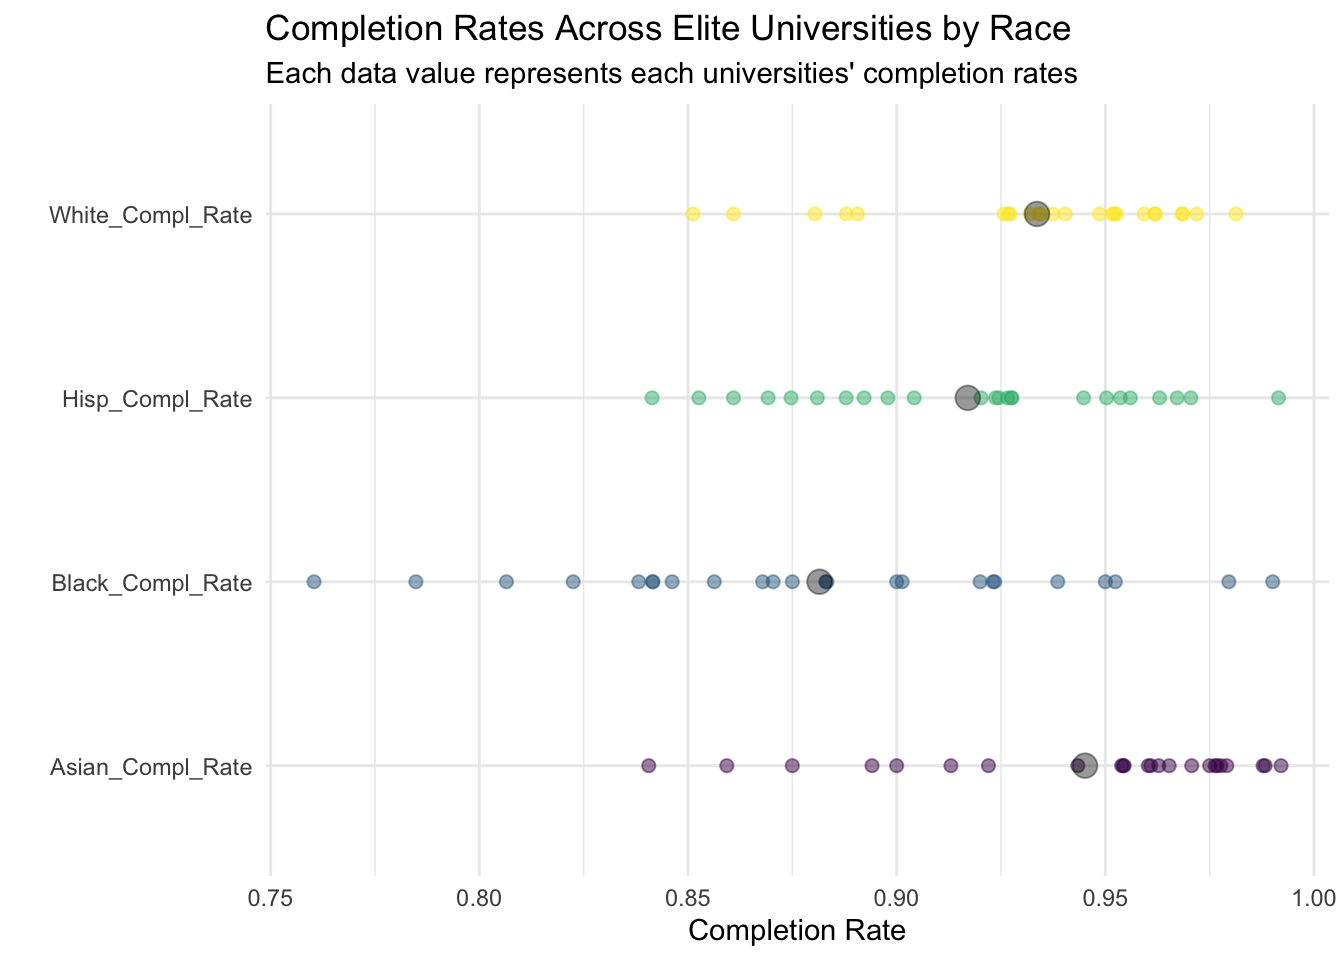 Completion Rates Across Elite Universities by Race
Each data value represents each universities' completion rates
White_Compl_Rate
Hisp_Compl_Rate
Black_Compl_Rate
Asian_Compl_Rate
0.75 0.80 0.85 0.90 0.95 1.00
Completion Rate